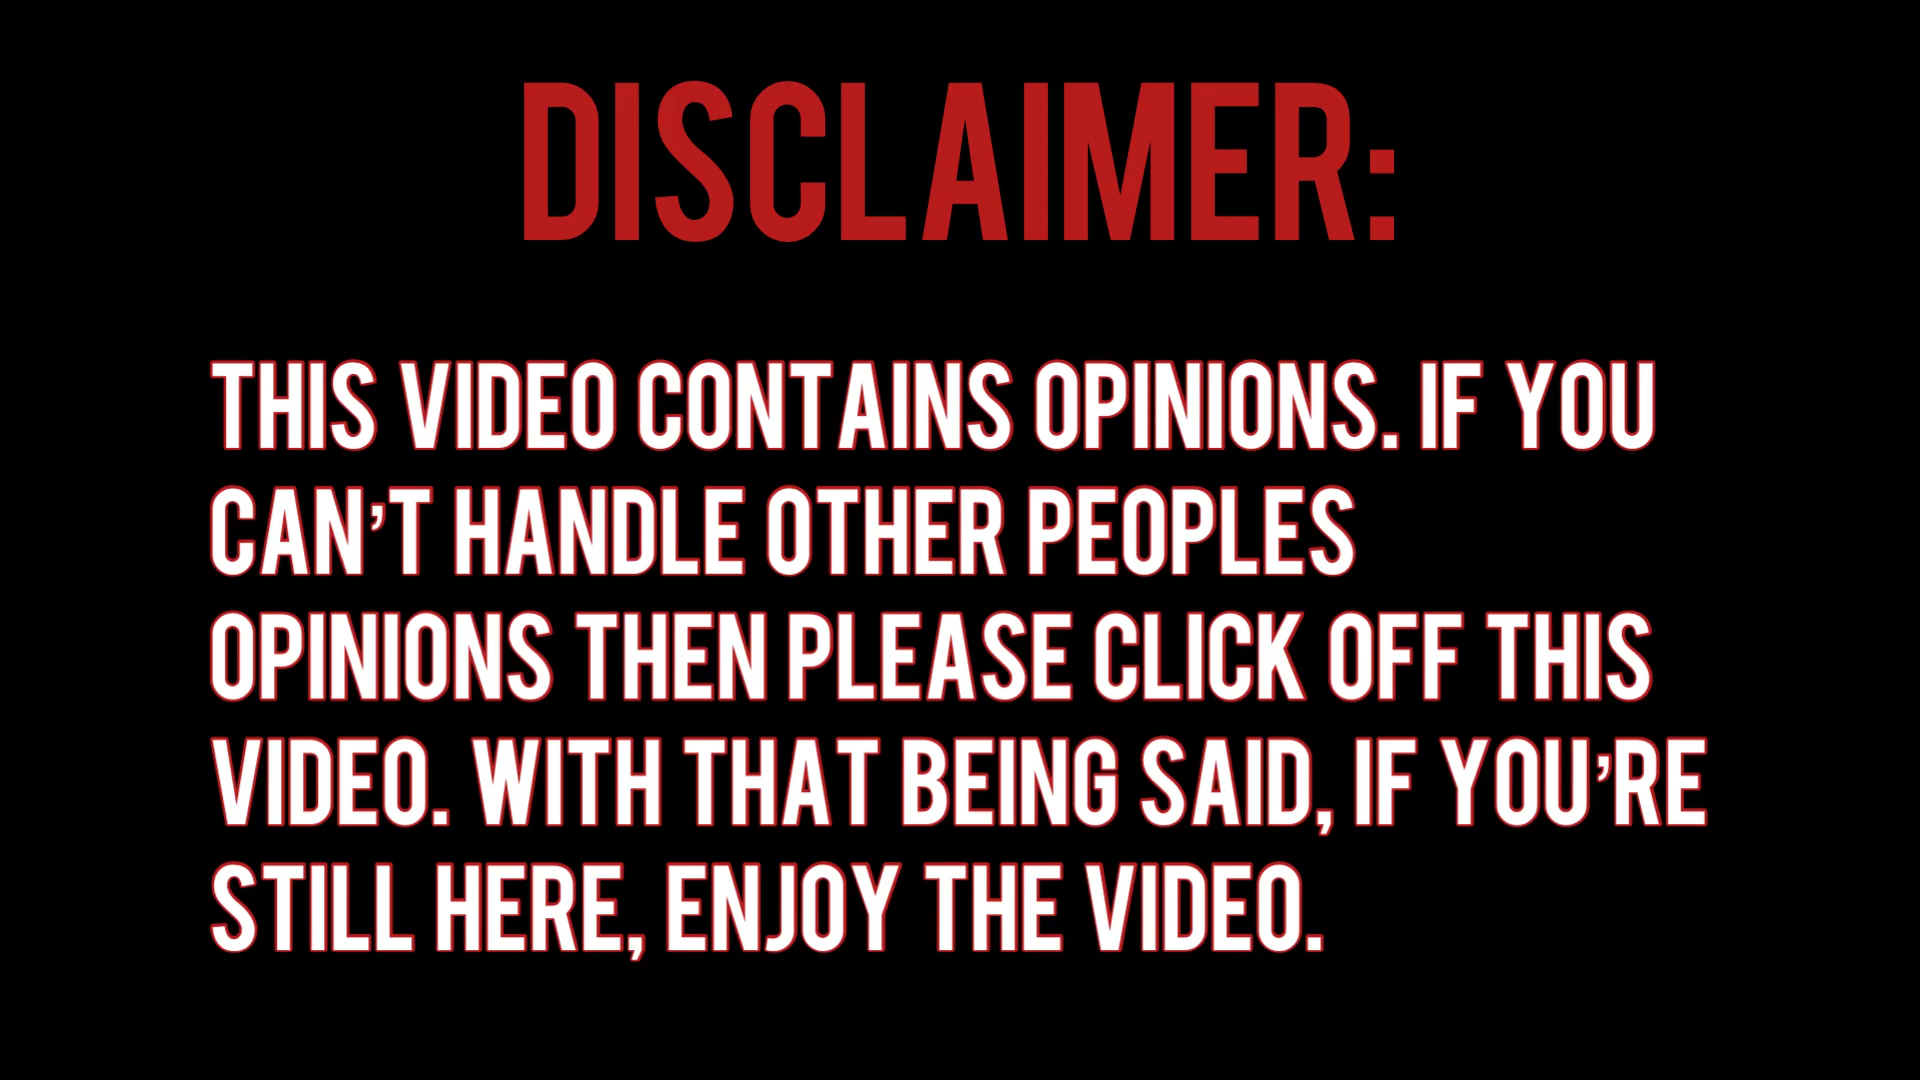 DISCLAIMER:
THIS VIDEO CONTAINS OPINIONS. IF YOU
CAN'T HANDLE OTHER PEOPLES
OPINIONS THEN PLEASE CLICK OFF THIS
VIDEO. WITH THAT BEING SAID, IF YOU'RE
STILL HERE, ENJOY THE VIDEO.